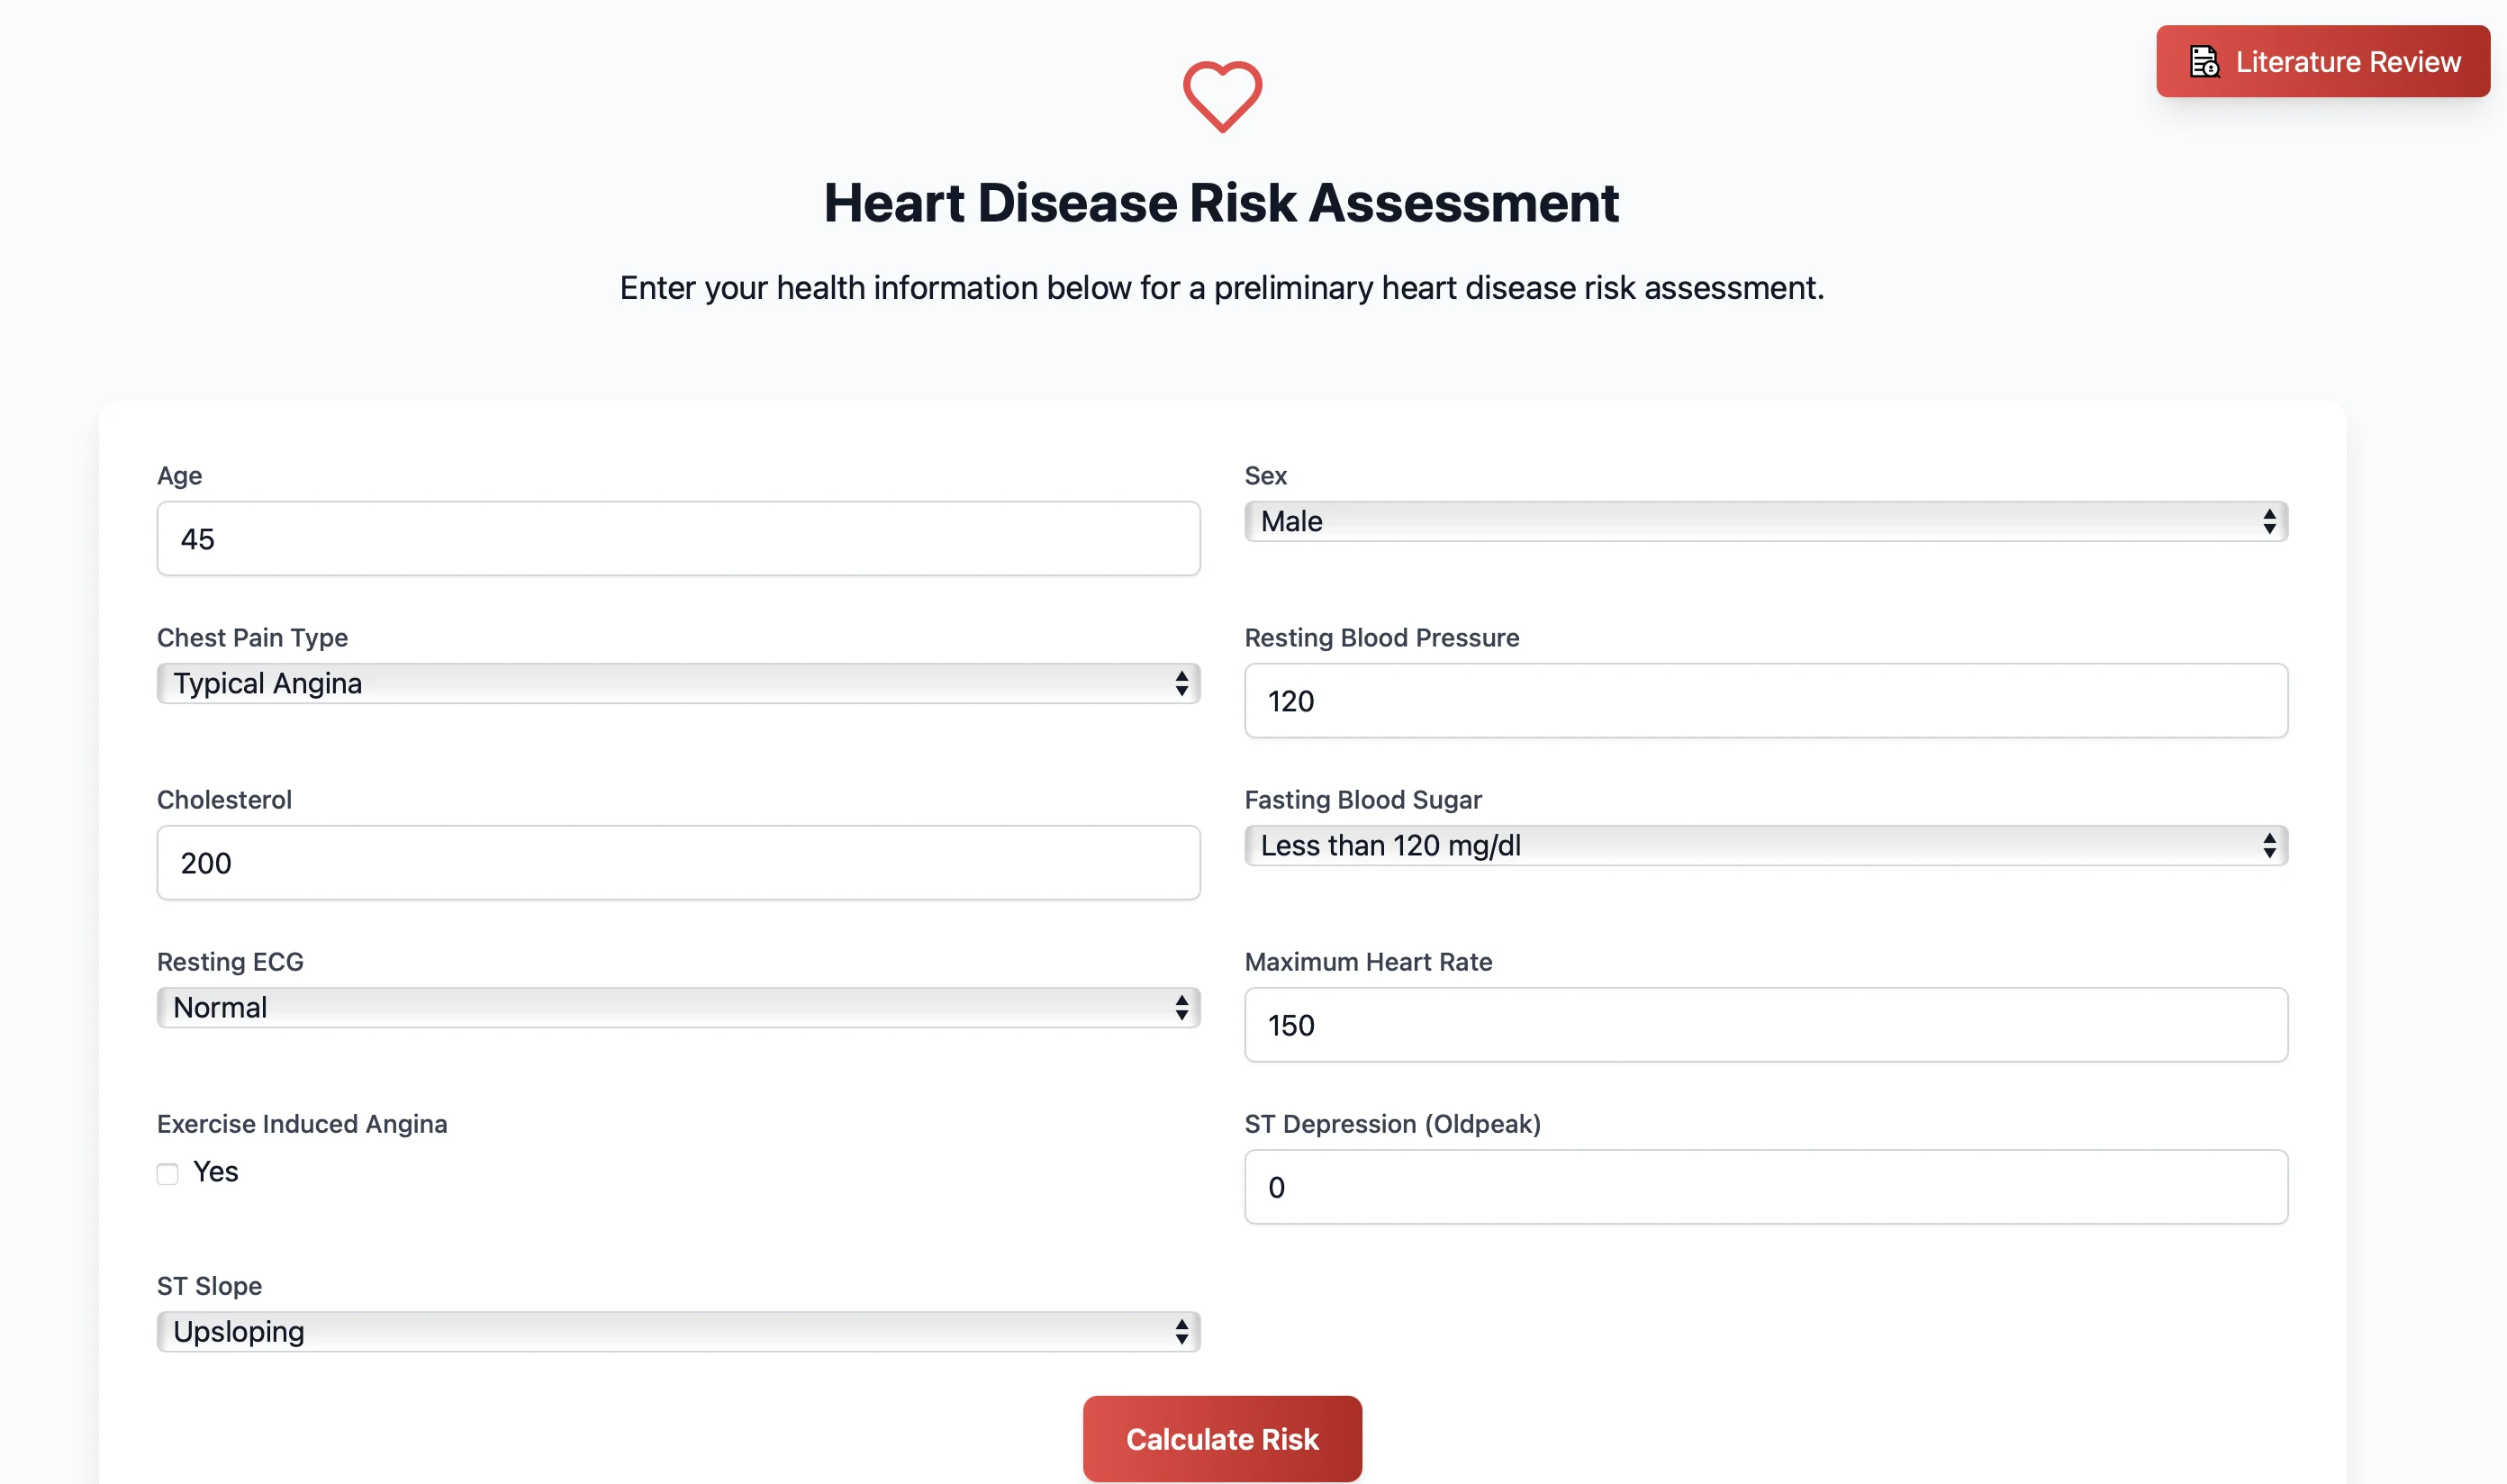 Literature Review
Heart Disease Risk Assessment
Enter your health information below for a preliminary heart disease risk assessment.
Age
45
Sex
Male
Chest Pain Type
Typical Angina
Resting Blood Pressure
120
Cholesterol
200
Fasting Blood Sugar
Less than 120 mg/dl
Resting ECG
Normal
Maximum Heart Rate
150
Exercise Induced Angina
Yes
ST Depression (Oldpeak)
0
ST Slope
Upsloping
Calculate Risk